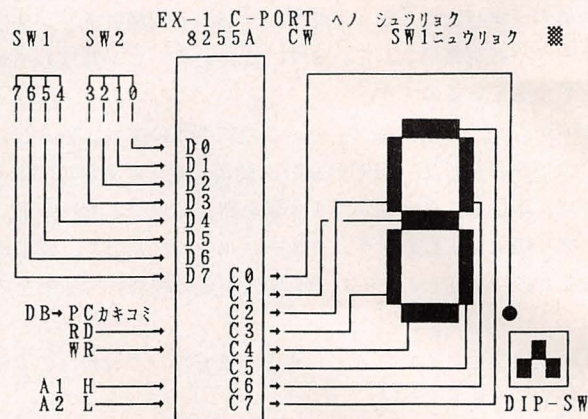 EX-1 C-PORT ヘノ シュツリョク
SW1 SW2 8255A CW SW1ニュウリョク
7654 3210
D0
D1
D2
D3
D4
D5
D6
D7
C0
C1
DB→PCカキコミ
C2
RD
C3
WR
C4
C5
A1 H
C6
A2 L
C7
DIP-SW